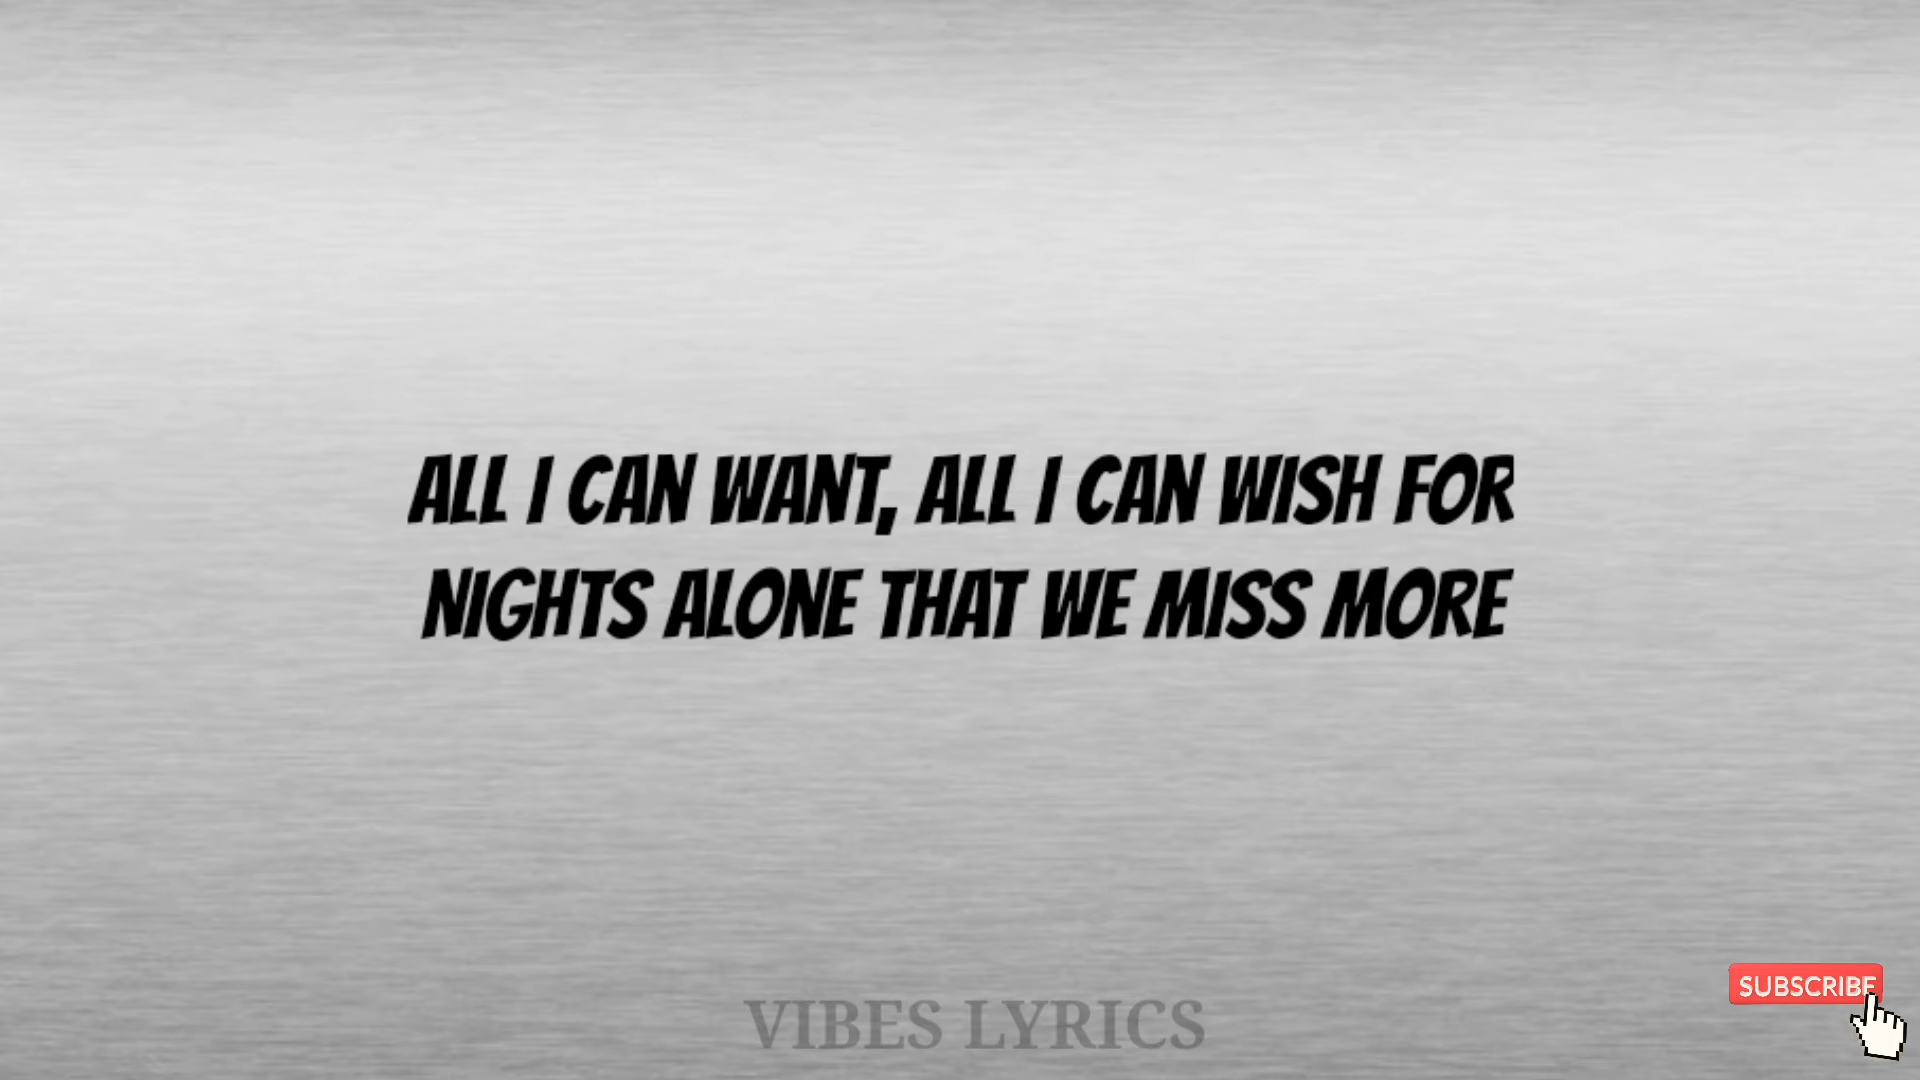 ALL I CAN WANT, ALL I CAN WISH FOR
NIGHTS ALONE THAT WE MISS MORE
SUBSCRIBE
VIBES LYRICS